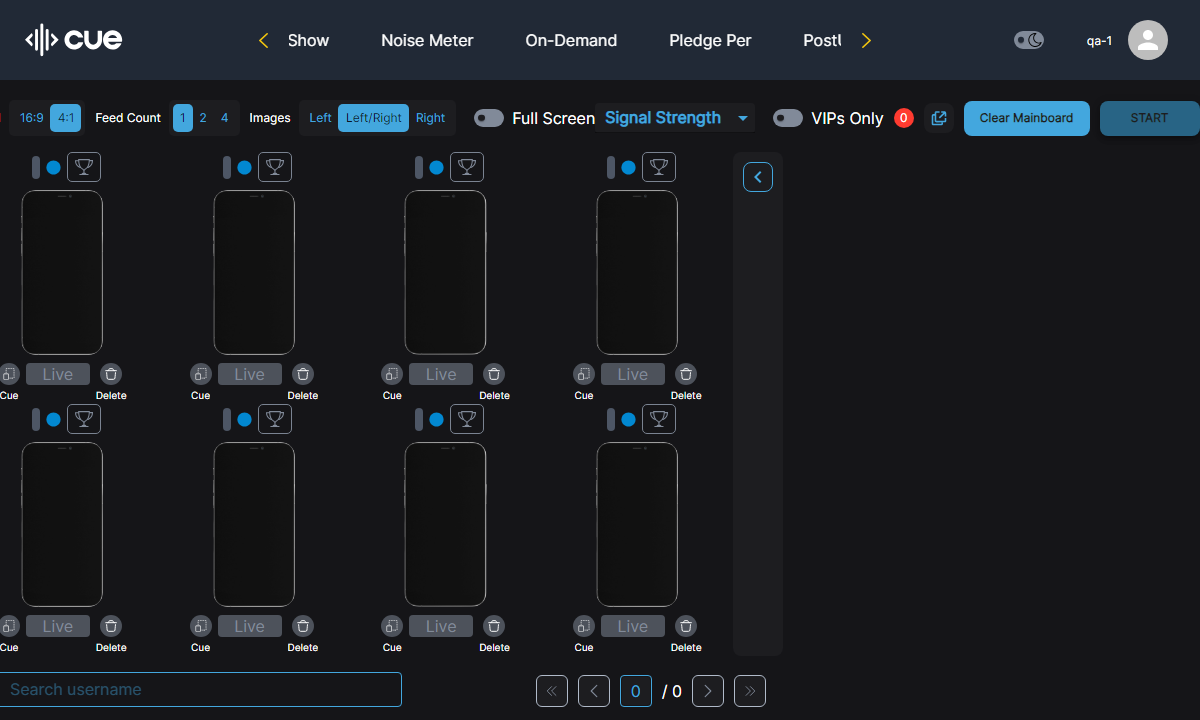 cue
Show
Noise Meter
On-Demand
Pledge Per
qa-1
16:9 4:1
Feed Count
1 2 4
Images
Left Left/Right Right
Full Screen
Signal Strength
VIPs Only
0
Clear Mainboard
START
Live Live Live Live
Cue Delete Cue Delete Cue Delete Cue Delete
Live Live Live Live
Cue Delete Cue Delete Cue Delete Cue Delete
Search username
0 / 0